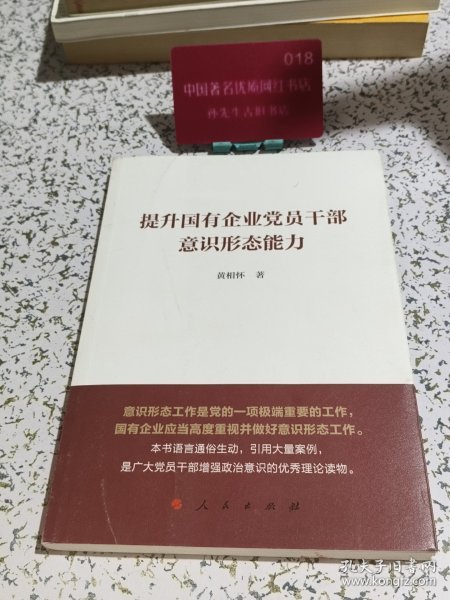 018
中国著名优质网红书店
孙先生古旧书店
提升国有企业党员干部
意识形态能力
黄相怀 著
意识形态工作是党的一项极端重要的工作，
国有企业应当高度重视并做好意识形态工作。
本书语言通俗生动，引用大量案例，
是广大党员干部增强政治意识的优秀理论读物。
人民出版社
孔夫子旧书网
www.kongfz.com